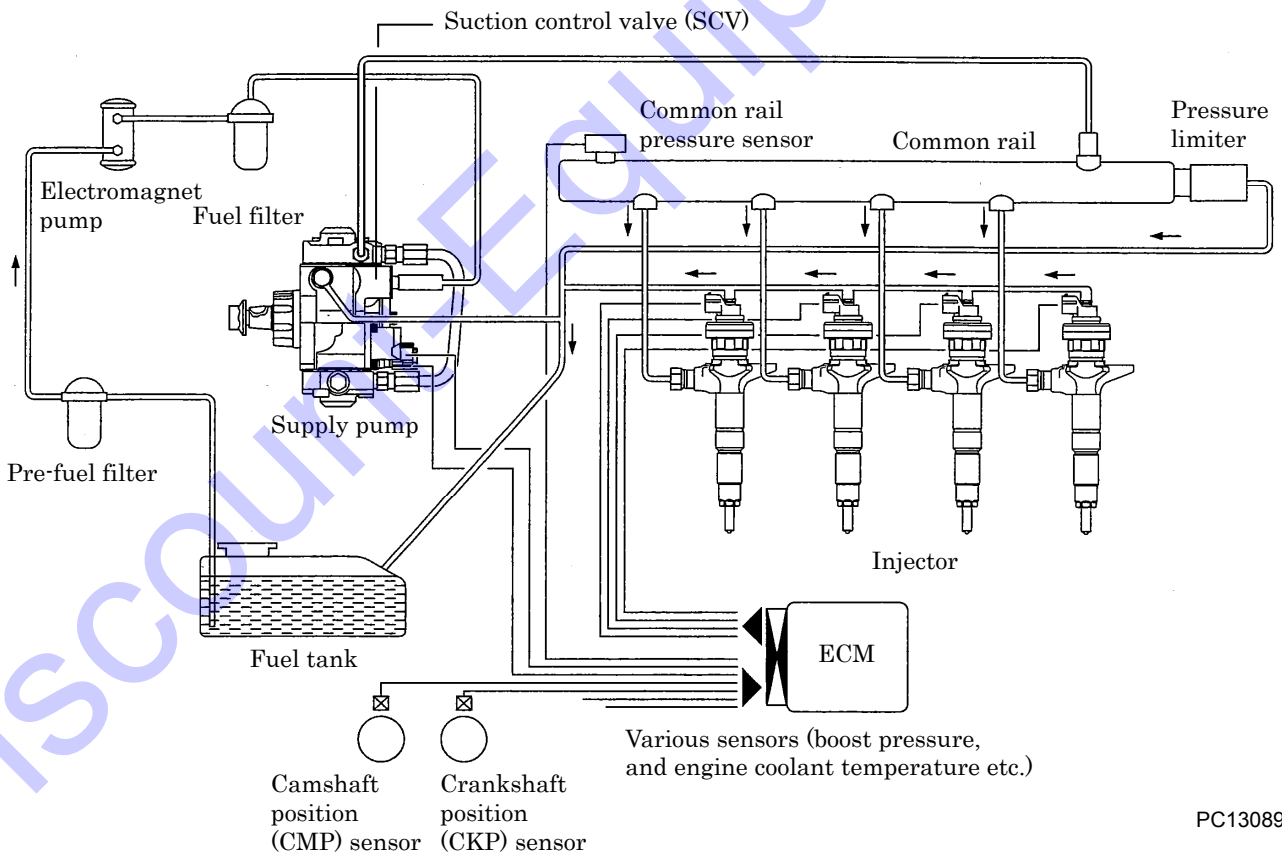 Suction control valve (SCV)
Common rail
pressure sensor
Common rail
Pressure
limiter
Electromagnet
pump
Fuel filter
Supply pump
Pre-fuel filter
Injector
Fuel tank
ECM
Various sensors (boost pressure,
and engine coolant temperature etc.)
Camshaft
position
(CMP) sensor
Crankshaft
position
(CKP) sensor
PC13089
iscount-Equip